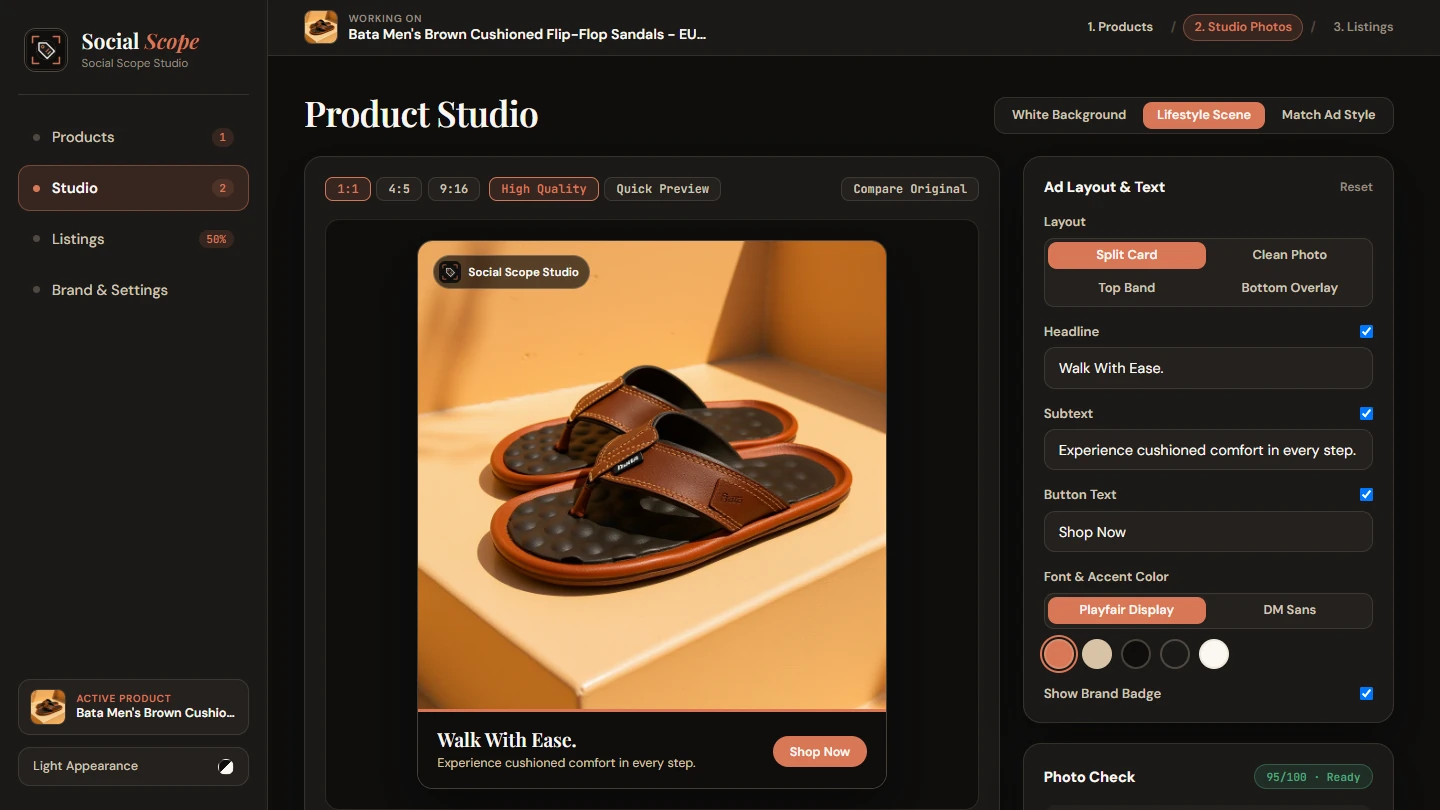 Social Scope
Social Scope Studio
Products 1
Studio 2
Listings 50%
Brand & Settings
ACTIVE PRODUCT
Bata Men's Brown Cushio...
Light Appearance
WORKING ON
Bata Men's Brown Cushioned Flip-Flop Sandals - EU...
1. Products / 2. Studio Photos / 3. Listings
Product Studio
White Background Lifestyle Scene Match Ad Style
1:1 4:5 9:16 High Quality Quick Preview Compare Original
Social Scope Studio
Bata
Bata
Walk With Ease.
Experience cushioned comfort in every step.
Shop Now
Ad Layout & Text Reset
Layout
Split Card Clean Photo
Top Band Bottom Overlay
Headline
Walk With Ease.
Subtext
Experience cushioned comfort in every step.
Button Text
Shop Now
Font & Accent Color
Playfair Display DM Sans
Show Brand Badge
Photo Check 95/100 · Ready